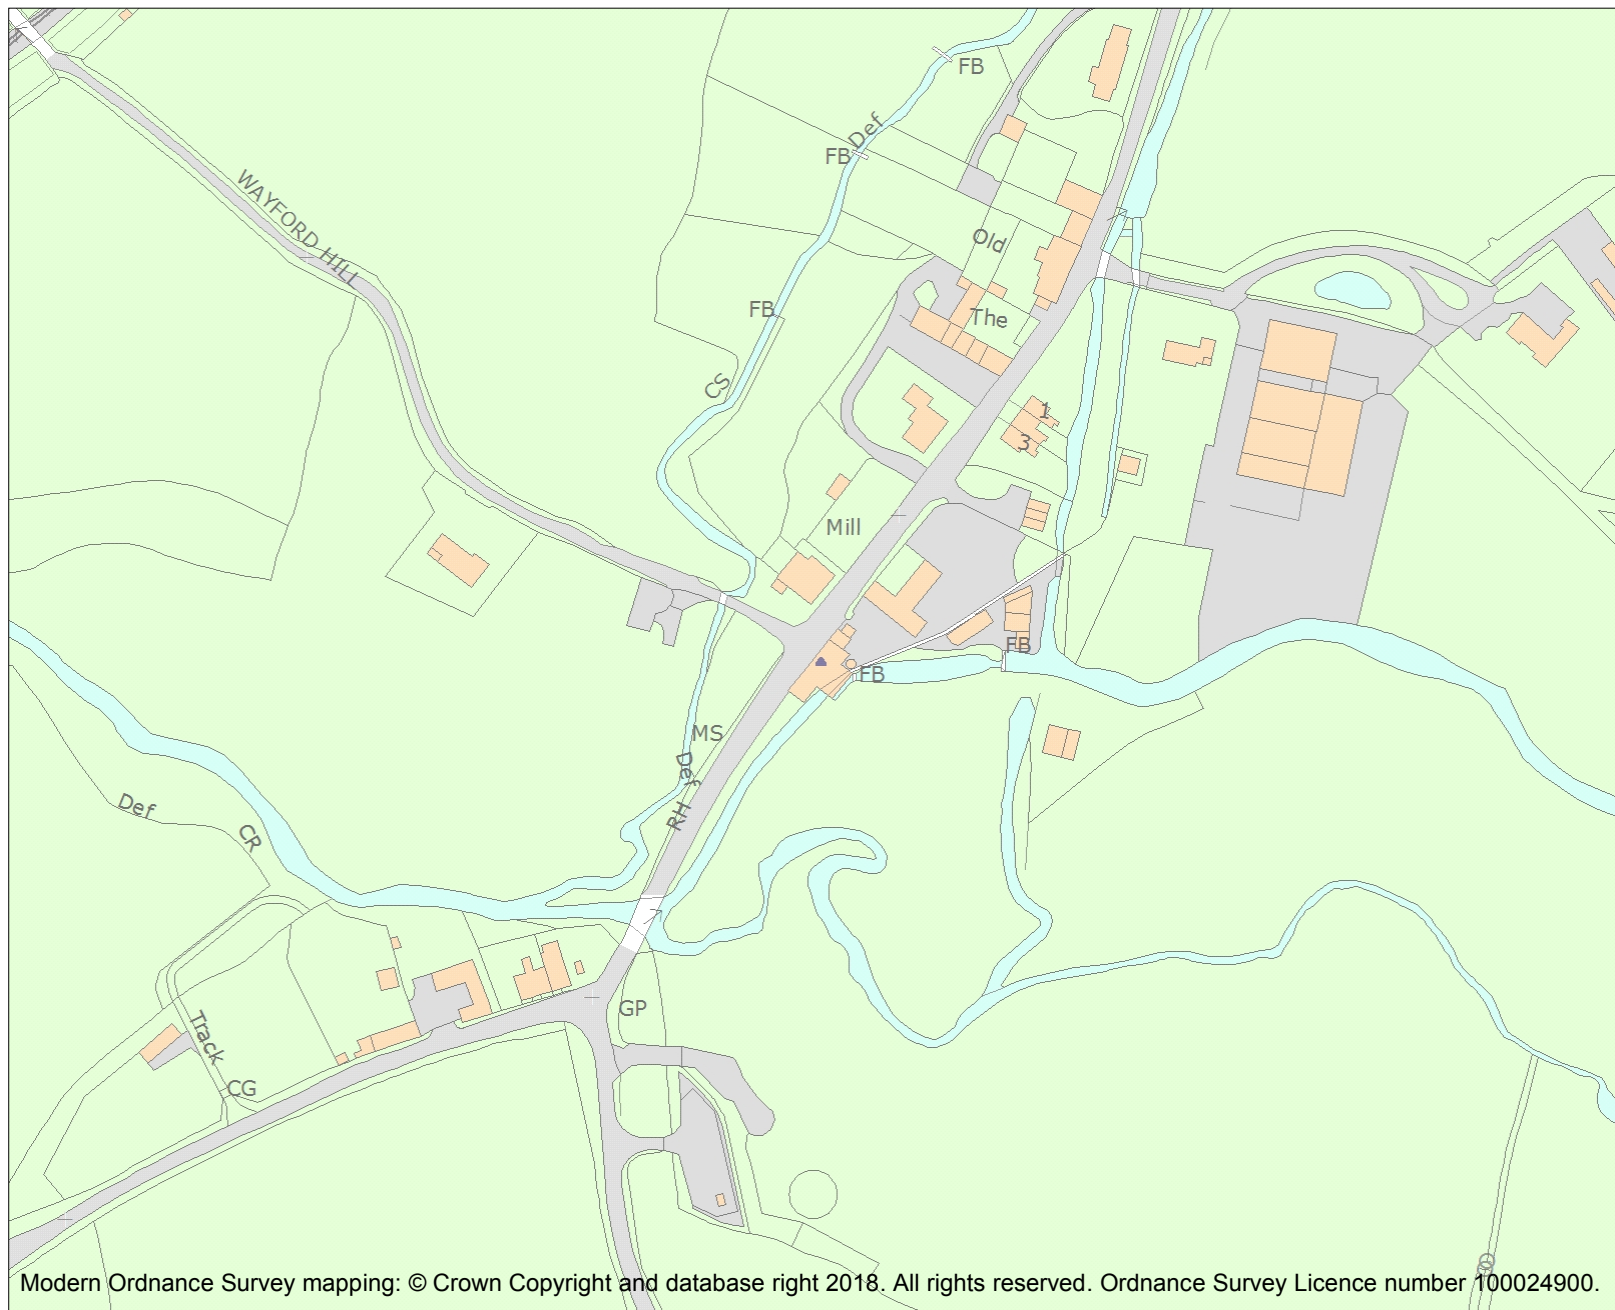 FB
Def
FB
WAYFORD HILL
Old
FB
The
CS
1
3
Mill
FB
FB
MS
Def
RH
Def
CR
GP
Track
CG
Modern Ordnance Survey mapping: © Crown Copyright and database right 2018. All rights reserved. Ordnance Survey Licence number 100024900.